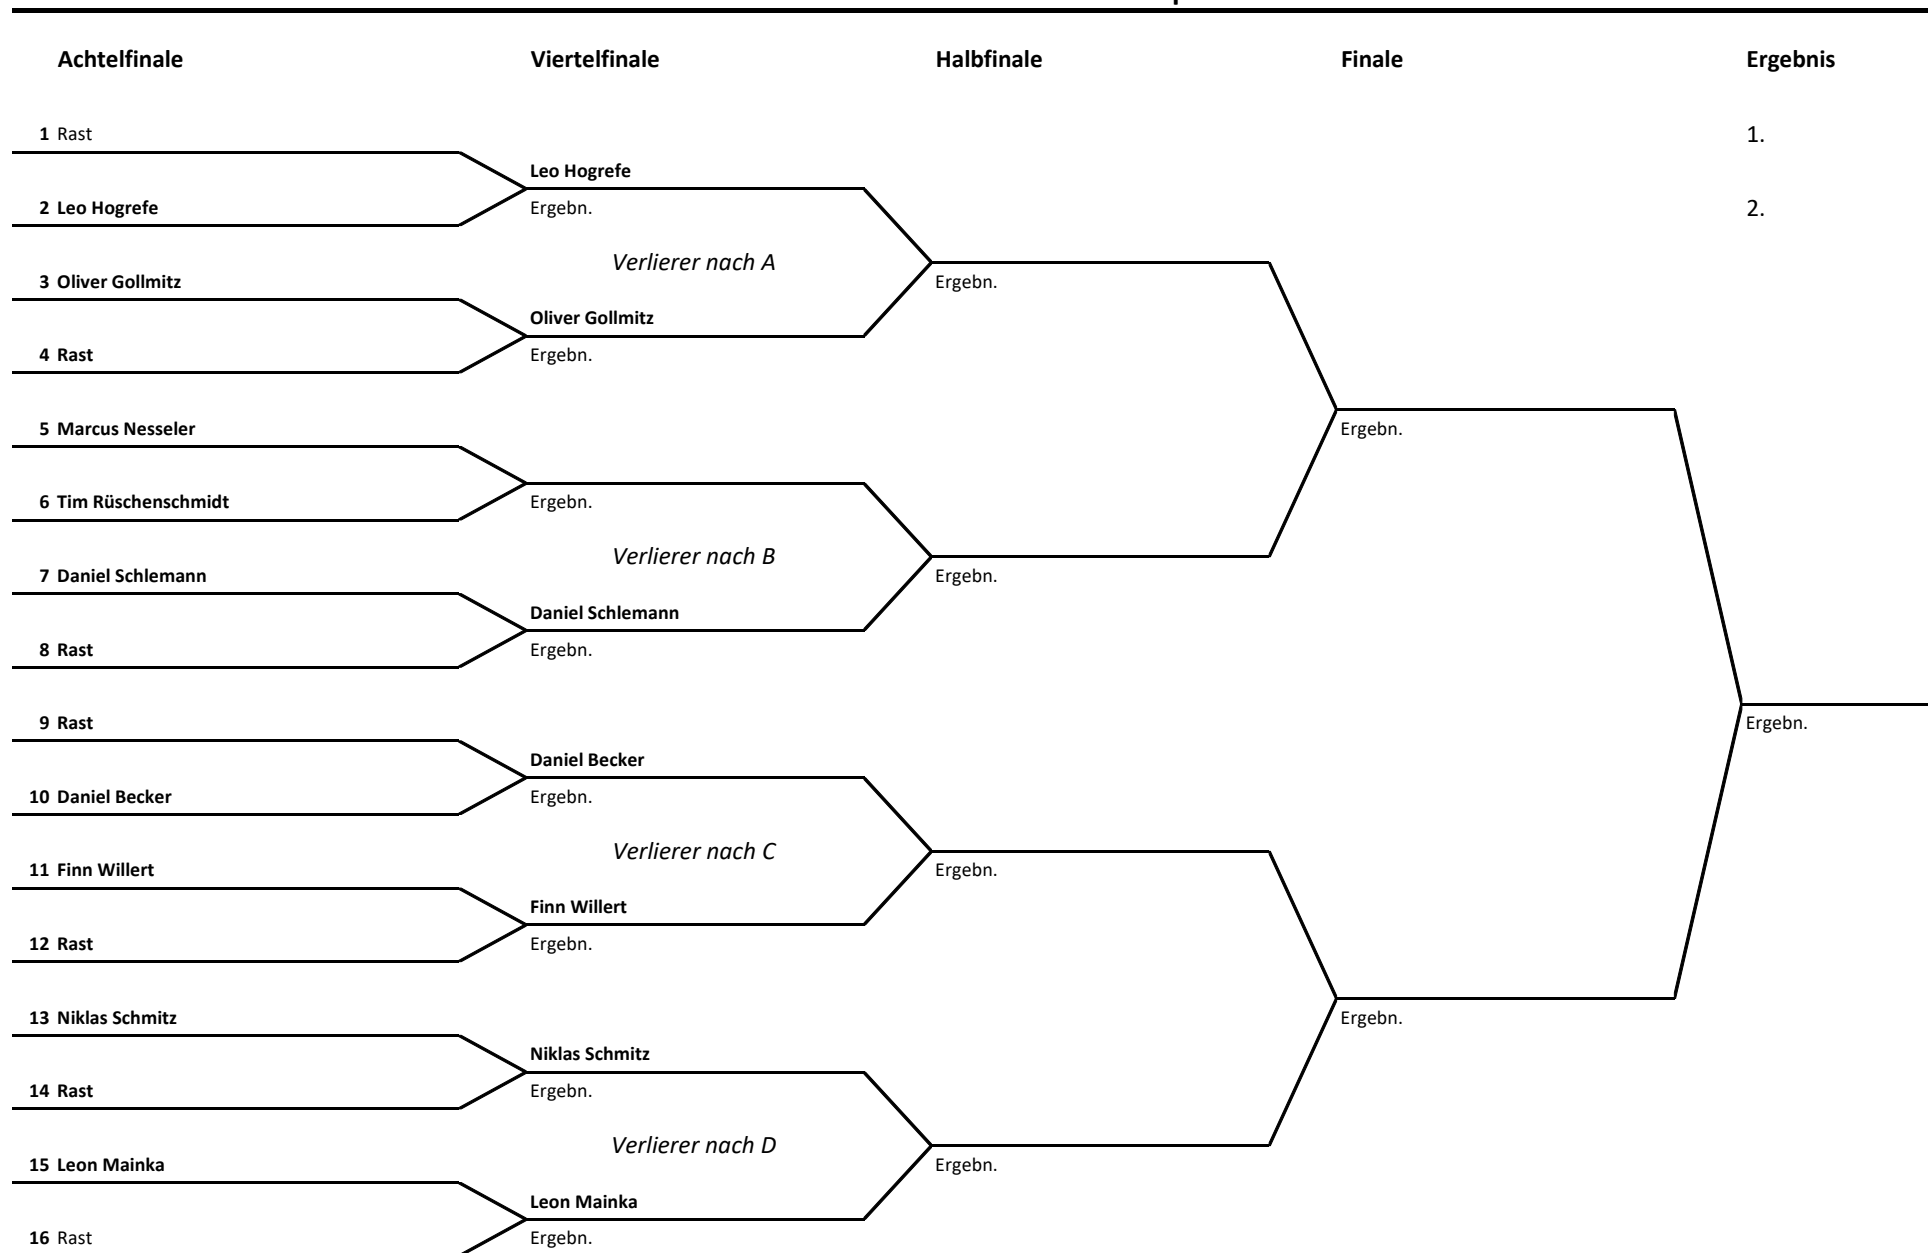 Achtelfinale Viertelfinale Halbfinale Finale Ergebnis
1 Rast 1.
Leo Hogrefe
2 Leo Hogrefe Ergebn. 2.
Verlierer nach A
3 Oliver Gollmitz Ergebn.
Oliver Gollmitz
4 Rast Ergebn.
5 Marcus Nesseler Ergebn.
6 Tim Rüschenschmidt Ergebn.
Verlierer nach B
7 Daniel Schlemann Ergebn.
Daniel Schlemann
8 Rast Ergebn.
9 Rast Ergebn.
Daniel Becker
10 Daniel Becker Ergebn.
Verlierer nach C
11 Finn Willert Ergebn.
Finn Willert
12 Rast Ergebn.
13 Niklas Schmitz Ergebn.
Niklas Schmitz
14 Rast Ergebn.
Verlierer nach D
15 Leon Mainka Ergebn.
Leon Mainka
16 Rast Ergebn.